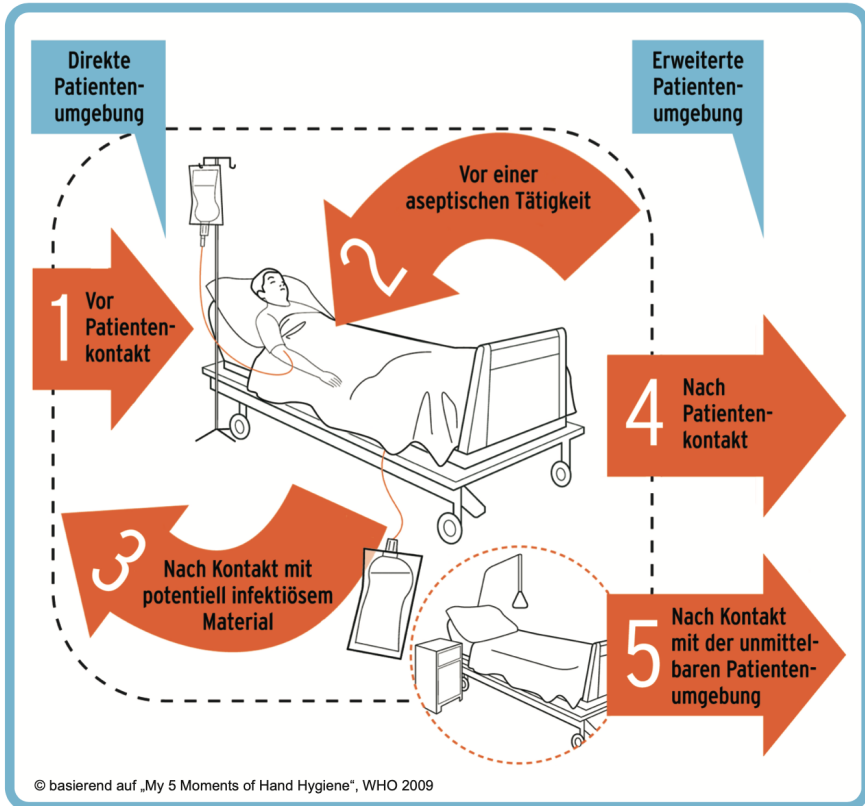 Direkte
Patienten-
umgebung
Erweiterte
Patienten-
umgebung
1
Vor
Patienten-
kontakt
2
Vor einer
aseptischen Tätigkeit
3
Nach Kontakt mit
potentiell infektiösem
Material
4
Nach
Patienten-
kontakt
5
Nach Kontakt
mit der unmittel-
baren Patienten-
umgebung
© basierend auf „My 5 Moments of Hand Hygiene“, WHO 2009